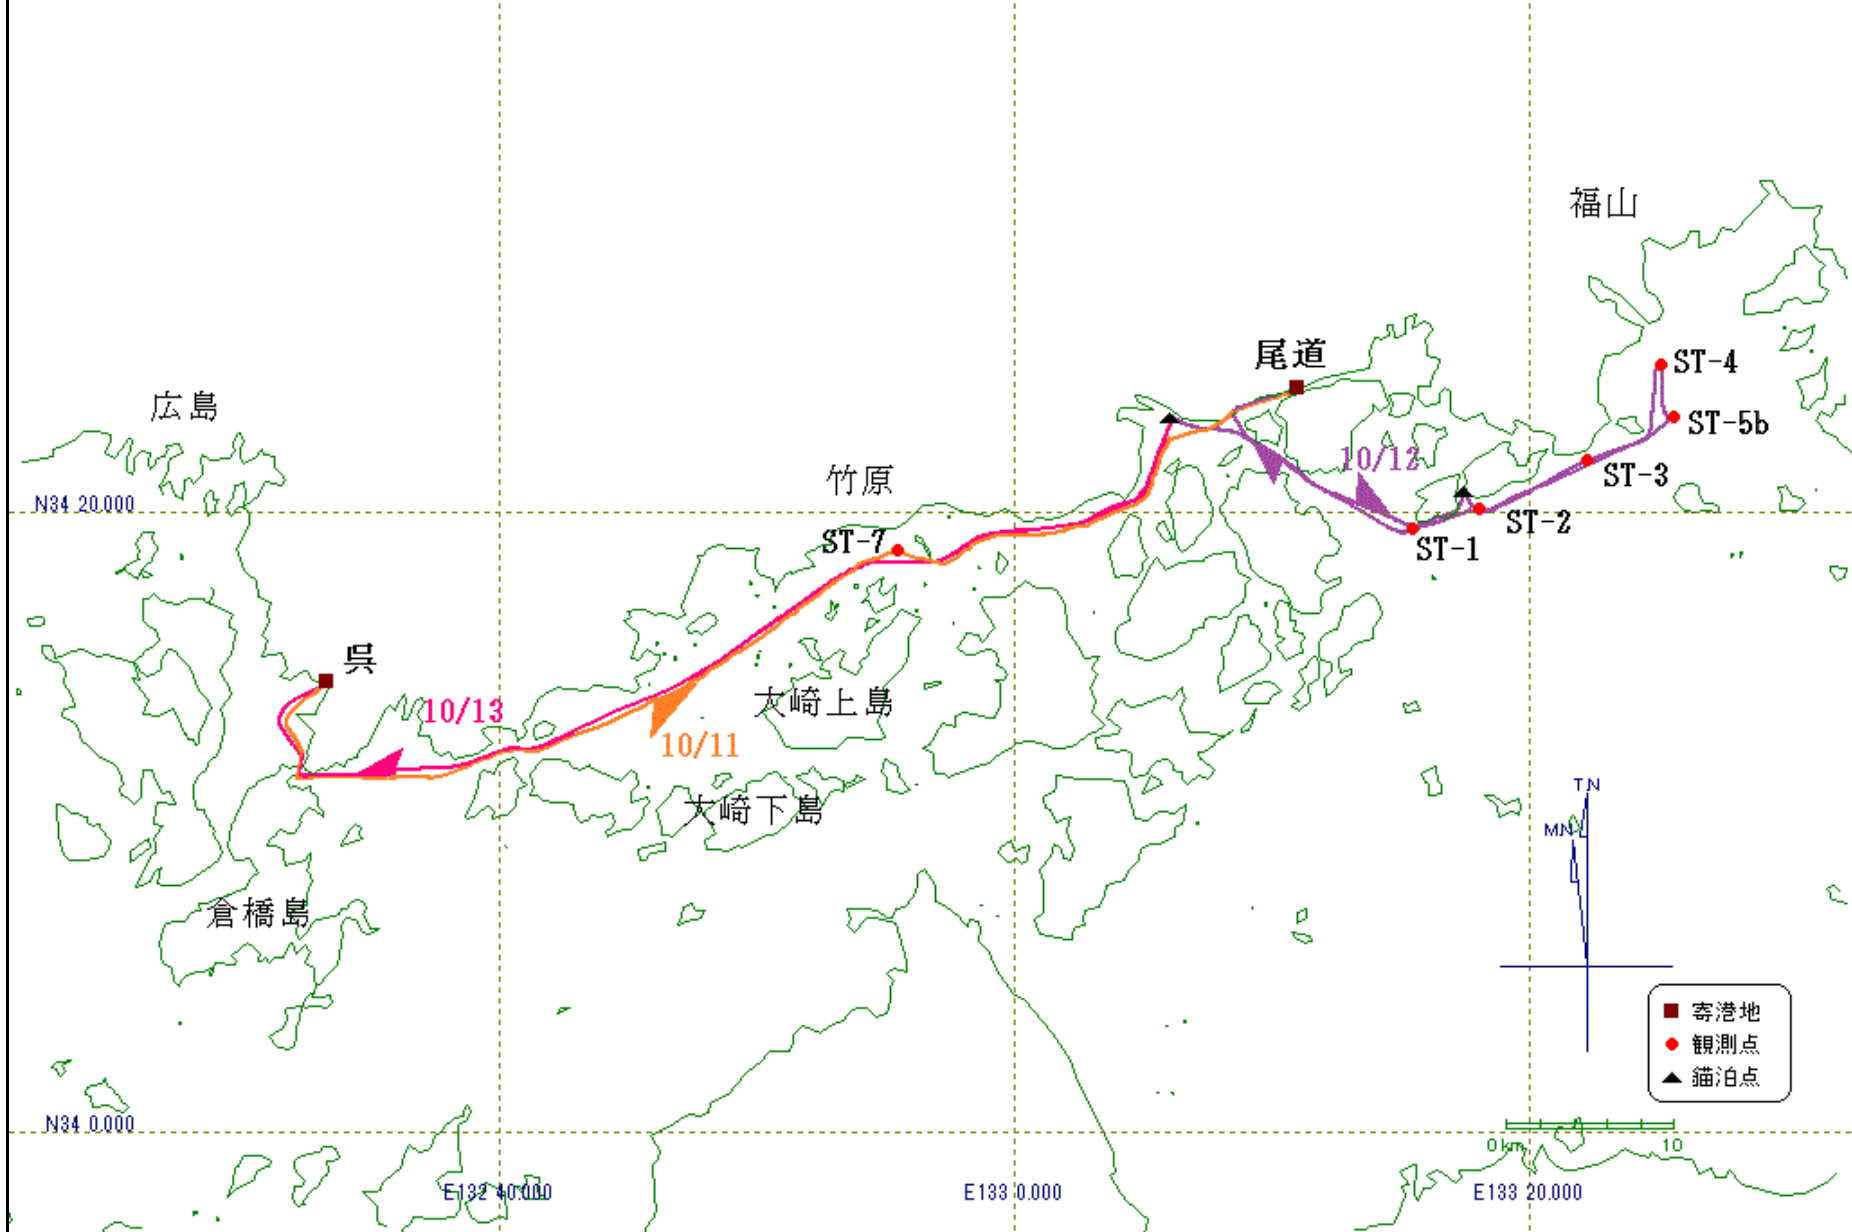 福山
尾道
ST-4
広島
ST-5b
10/12
竹原
ST-3
N34 20.000
ST-2
ST-7
ST-1
呉
大崎上島
10/13
10/11
TN
大崎下島
MN
倉橋島
寄港地
観測点
錨泊点
N34 0.000
0km
10
E132 40.000
E133 0.000
E133 20.000